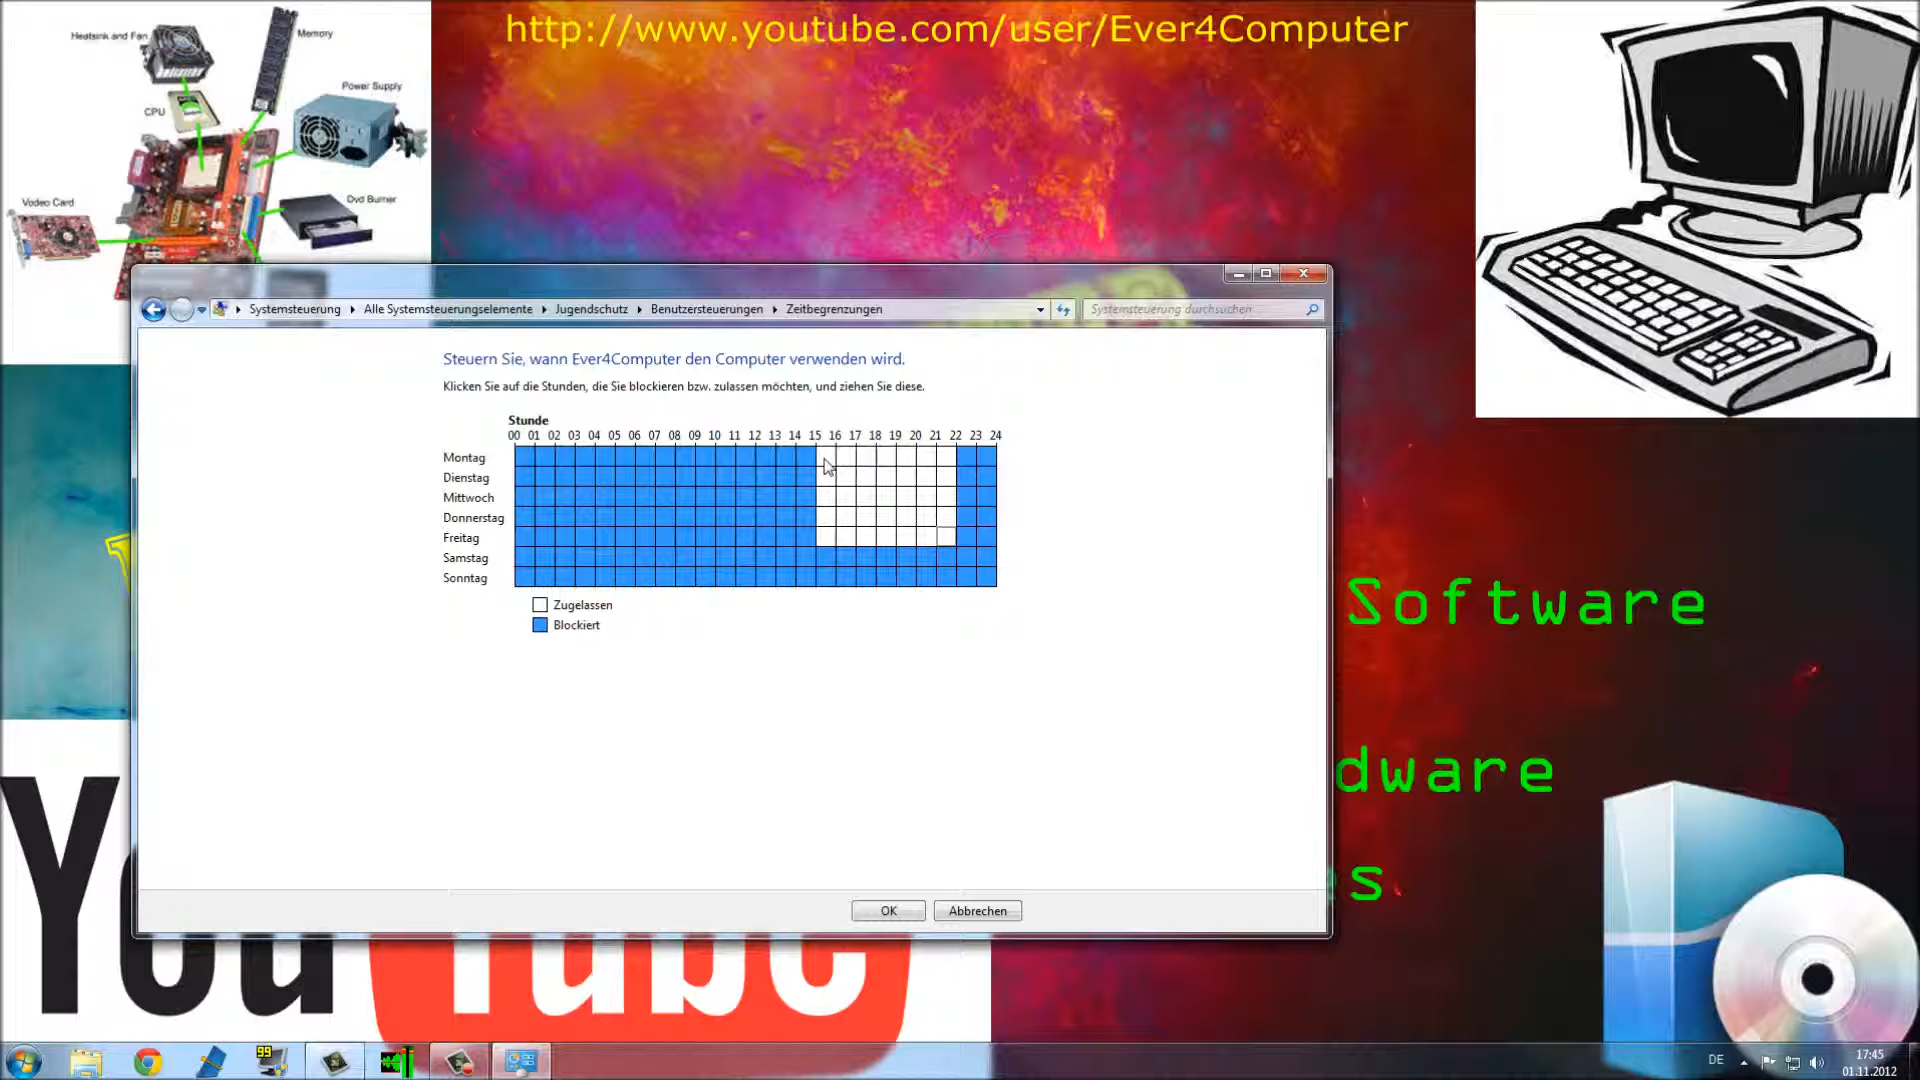 http://www.youtube.com/user/Ever4Computer
Heatsink and Fan
Memory
Power Supply
CPU
Vodeo Card
Dvd Burner
Systemsteuerung
Alle Systemsteuerungselemente
Jugendschutz
Benutzersteuerungen
Zeitbegrenzungen
Systemsteuerung durchsuchen
Steuern Sie, wann Ever4Computer den Computer verwenden wird.
Klicken Sie auf die Stunden, die Sie blockieren bzw. zulassen möchten, und ziehen Sie diese.
Stunde
00 01 02 03 04 05 06 07 08 09 10 11 12 13 14 15 16 17 18 19 20 21 22 23 24
Montag
Dienstag
Mittwoch
Donnerstag
Freitag
Samstag
Sonntag
Zugelassen
Blockiert
Software
dware
s
OK
Abbrechen
YouTube
99
DE
17:45
01.11.2012